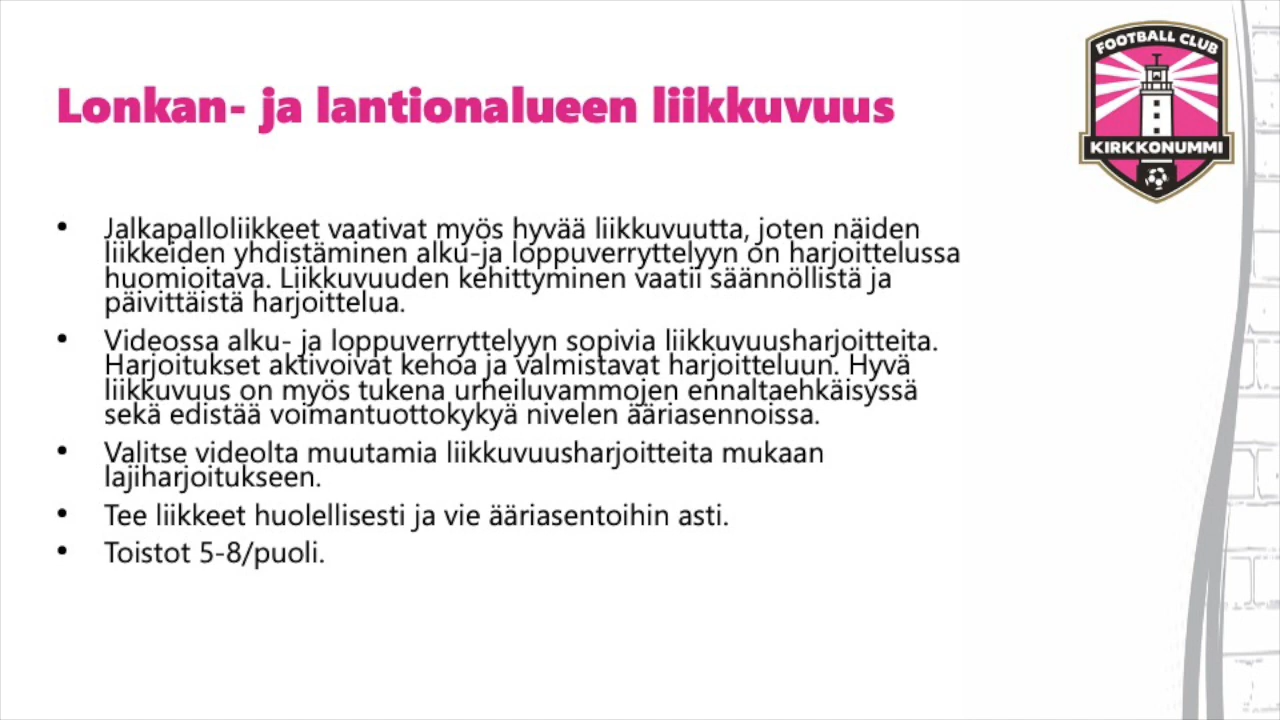 FOOTBALL CLUB
KIRKKONUMMI
Lonkan- ja lantionalueen liikkuvuus
• Jalkapalloliikkeet vaativat myös hyvää liikkuvuutta, joten näiden
liikkeiden yhdistäminen alku-ja loppuverryttelyyn on harjoittelussa
huomioitava. Liikkuvuuden kehittyminen vaatii säännöllistä ja
päivittäistä harjoittelua.
• Videossa alku- ja loppuverryttelyyn sopivia liikkuvuusharjoitteita.
Harjoitukset aktivoivat kehoa ja valmistavat harjoitteluun. Hyvä
liikkuvuus on myös tukena urheiluvammojen ennaltaehkäisyssä
sekä edistää voimantuottokykyä nivelen ääriasennoissa.
• Valitse videolta muutamia liikkuvuusharjoitteita mukaan
lajiharjoitukseen.
• Tee liikkeet huolellisesti ja vie ääriasentoihin asti.
• Toistot 5-8/puoli.